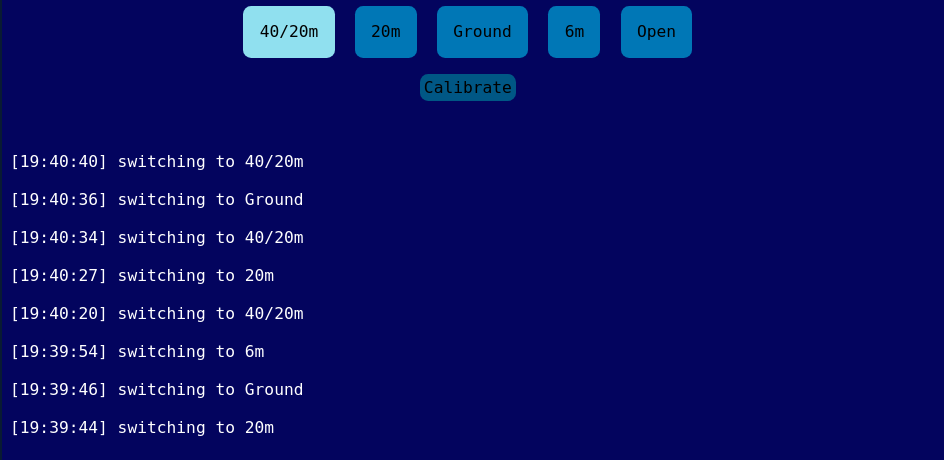 40/20m 20m Ground 6m Open
Calibrate
[19:40:40] switching to 40/20m
[19:40:36] switching to Ground
[19:40:34] switching to 40/20m
[19:40:27] switching to 20m
[19:40:20] switching to 40/20m
[19:39:54] switching to 6m
[19:39:46] switching to Ground
[19:39:44] switching to 20m